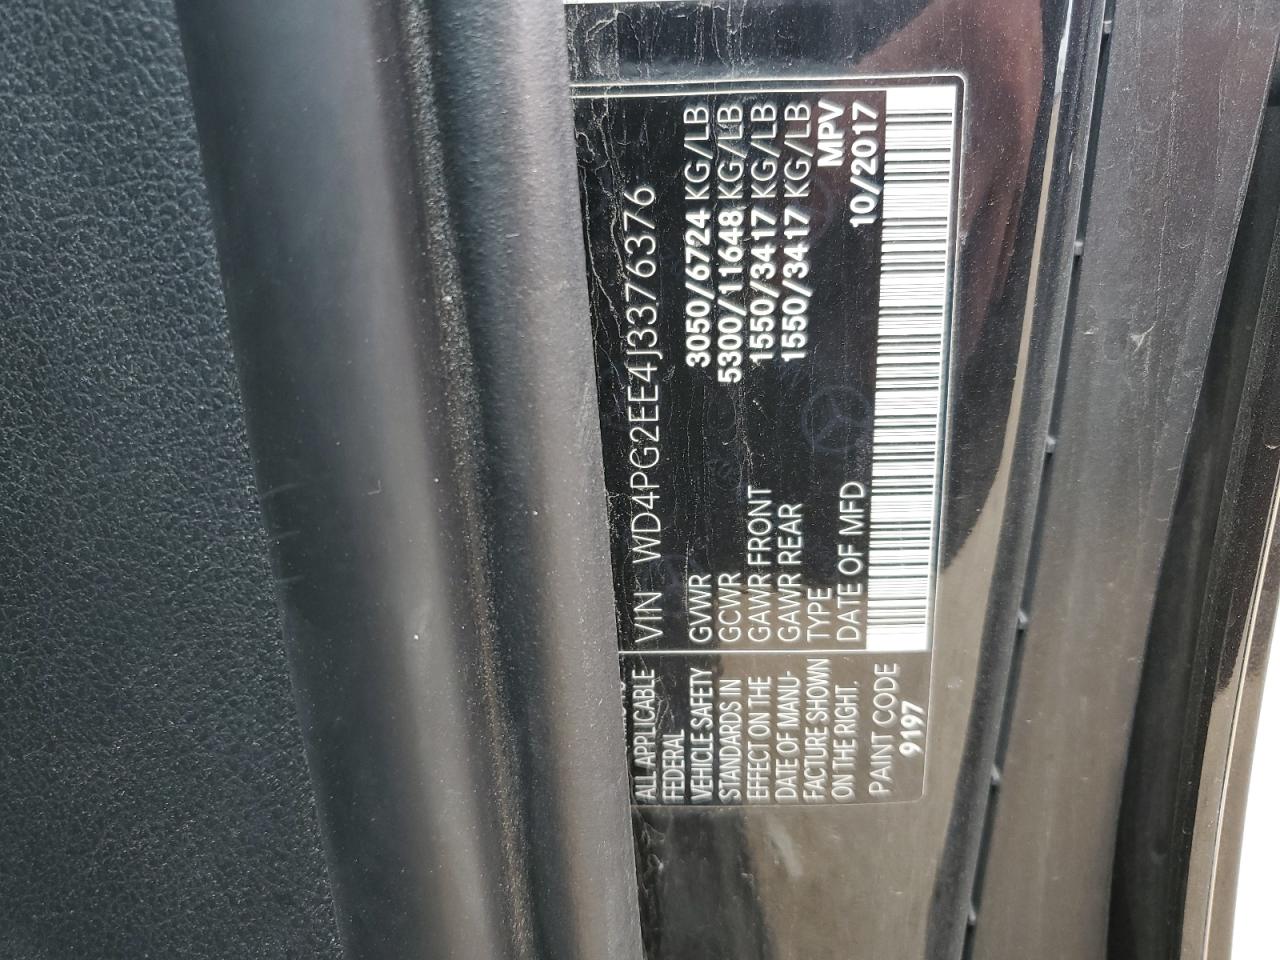 ALL APPLICABLE
FEDERAL
VEHICLE SAFETY
STANDARDS IN
EFFECT ON THE
DATE OF MANU-
FACTURE SHOWN
ON THE RIGHT.
PAINT CODE
9197
VIN WD4PG2EE4J3376376
GVWR 3050/6724 KG/LB
GCWR 5300/11648 KG/LB
GAWR FRONT 1550/3417 KG/LB
GAWR REAR 1550/3417 KG/LB
TYPE MPV
DATE OF MFD 10/2017